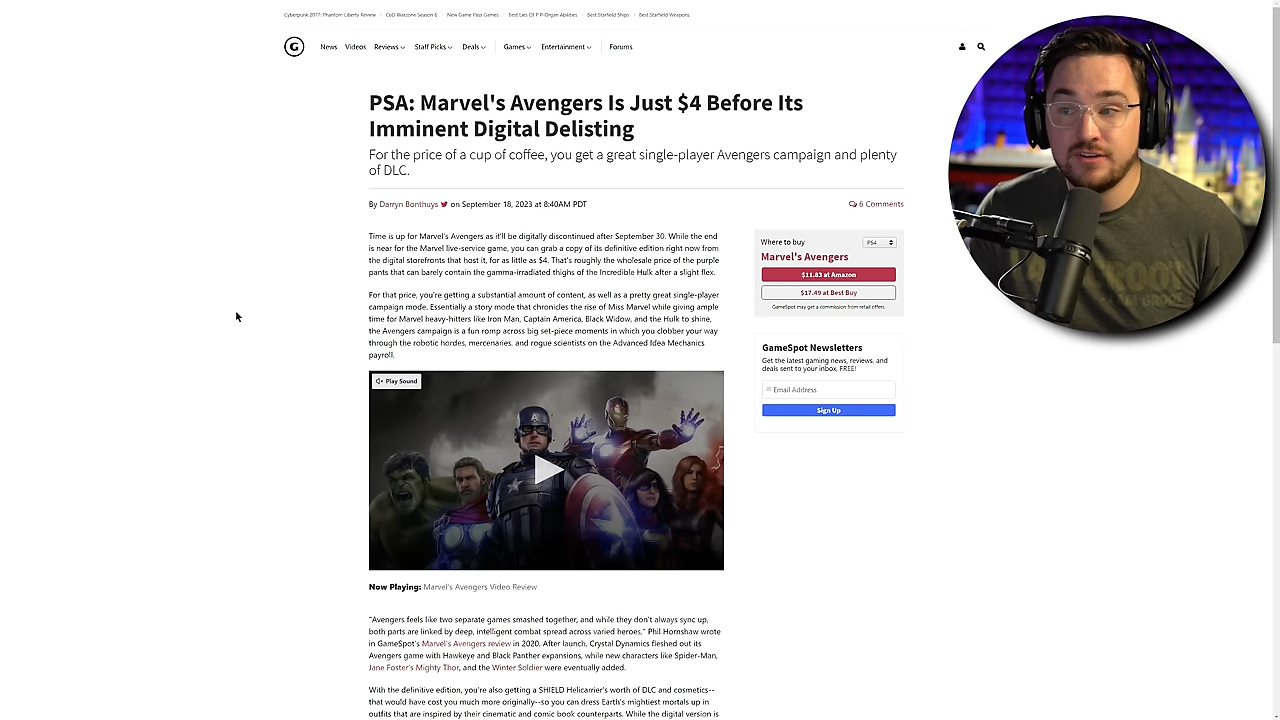 Cyberpunk 2077: Phantom Liberty Review
CoD Warzone Season 6
New Game Pass Games
Best Lies Of P P-Organ Abilities
Best Starfield Ships
Best Starfield Weapons
G
News
Videos
Reviews
Staff Picks
Deals
Games
Entertainment
Forums
PSA: Marvel's Avengers Is Just $4 Before Its
Imminent Digital Delisting
For the price of a cup of coffee, you get a great single-player Avengers campaign and plenty
of DLC.
By Darryn Bonthuys on September 18, 2023 at 8:40AM PDT
6 Comments
Time is up for Marvel's Avengers as it'll be digitally discontinued after September 30. While the end
is near for the Marvel live-service game, you can grab a copy of its definitive edition right now from
the digital storefronts that host it, for as little as $4. That's roughly the wholesale price of the purple
pants that can barely contain the gamma-irradiated thighs of the Incredible Hulk after a slight flex.
For that price, you're getting a substantial amount of content, as well as a pretty great single-player
campaign mode. Essentially a story mode that chronicles the rise of Miss Marvel while giving ample
time for Marvel heavy-hitters like Iron Man, Captain America, Black Widow, and the Hulk to shine,
the Avengers campaign is a fun romp across big set-piece moments in which you clobber your way
through the robotic hordes, mercenaries, and rogue scientists on the Advanced Idea Mechanics
payroll.
Play Sound
A
Now Playing: Marvel's Avengers Video Review
"Avengers feels like two separate games smashed together, and while they don't always sync up,
both parts are linked by deep, intelligent combat spread across varied heroes," Phil Hornshaw wrote
in GameSpot's Marvel's Avengers review in 2020. After launch, Crystal Dynamics fleshed out its
Avengers game with Hawkeye and Black Panther expansions, while new characters like Spider-Man,
Jane Foster's Mighty Thor, and the Winter Soldier were eventually added.
With the definitive edition, you're also getting a SHIELD Helicarrier's worth of DLC and cosmetics--
that would have cost you much more originally--so you can dress Earth's mightiest mortals up in
outfits that are inspired by their cinematic and comic book counterparts. While the digital version is
Where to buy
PS4
Marvel's Avengers
$11.83 at Amazon
$17.49 at Best Buy
GameSpot may get a commission from retail offers.
GameSpot Newsletters
Get the latest gaming news, reviews, and
deals sent to your inbox, FREE!
Email Address
Sign Up